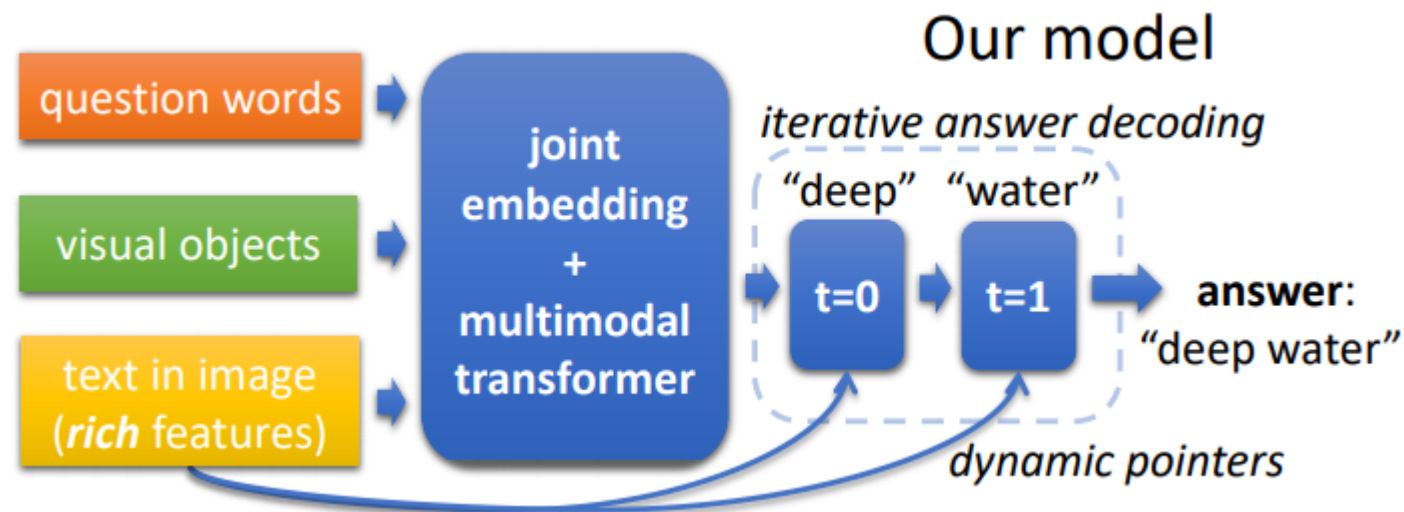 Our model
question words
visual objects
text in image
(rich features)
joint
embedding
+
multimodal
transformer
iterative answer decoding
“deep” “water”
t=0
t=1
answer:
“deep water”
dynamic pointers